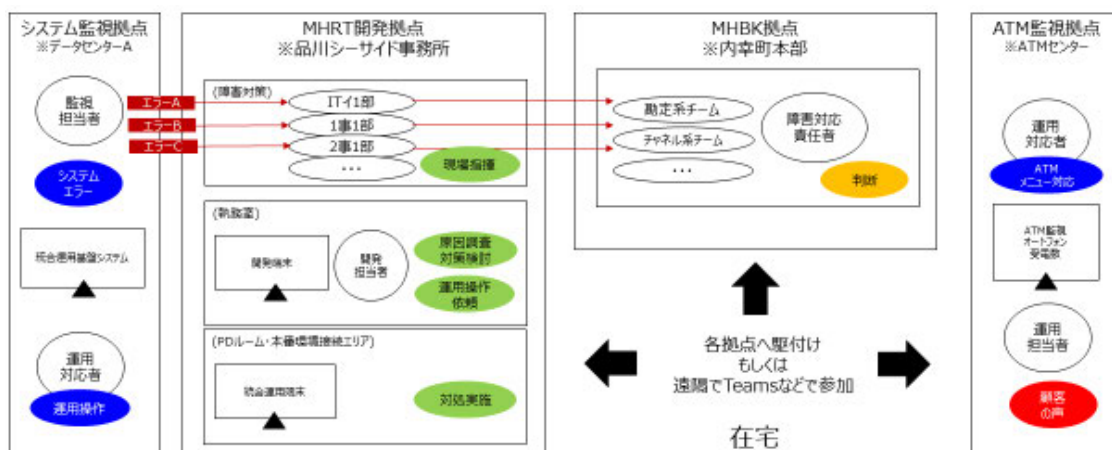 システム監視拠点
※データセンターA
監視
担当者
システム
エラー
統合運用基盤システム
運用
対応者
運用操作
エラーA
エラーB
エラーC
MHRT開発拠点
※品川シーサイド事務所
(障害対策)
ITイ1部
1事1部
2事1部
・・・
現場指揮
(執務室)
開発端末
開発
担当者
原因調査
対策検討
運用操作
依頼
(PDルーム・本番環境接続エリア)
統合運用端末
対処実施
MHBK拠点
※内幸町本部
勘定系チーム
チャネル系チーム
・・・
障害対応
責任者
判断
各拠点へ駆付け
もしくは
遠隔でTeamsなどで参加
在宅
ATM監視拠点
※ATMセンター
運用
対応者
ATM
メニュー対応
ATM監視
オートフォン
受電数
運用
担当者
顧客
の声